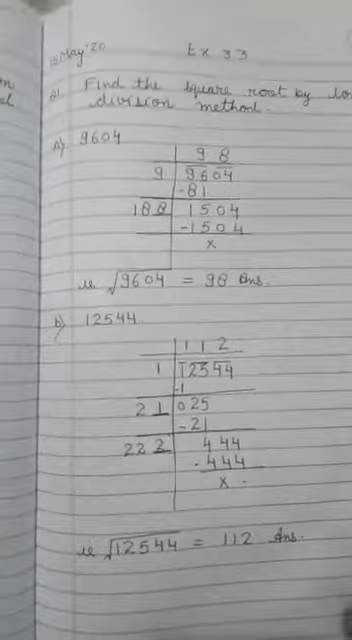 15 May '20
Ex 3.3
Q1. Find the square root by
division method.
a) 9604
9 8
9 9604
-81
188 1504
-1504
x
ie √9604 = 98 Ans.
b) 12544
1 1 2
1 12544
-1
21 025
-21
222 444
-444
x
ie √12544 = 112 Ans.